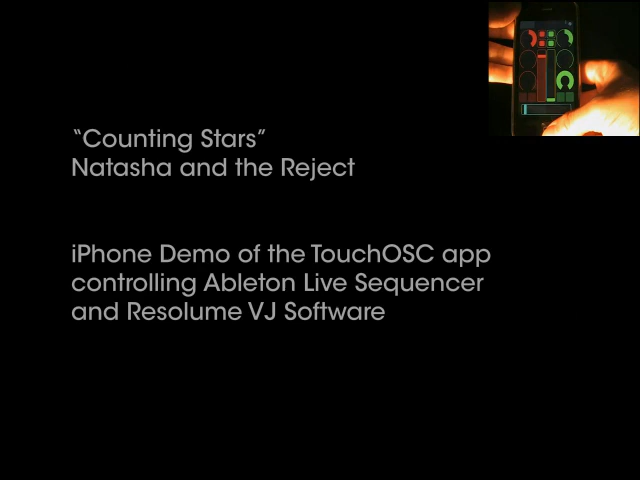 “Counting Stars”
Natasha and the Reject
iPhone Demo of the TouchOSC app
controlling Ableton Live Sequencer
and Resolume VJ Software